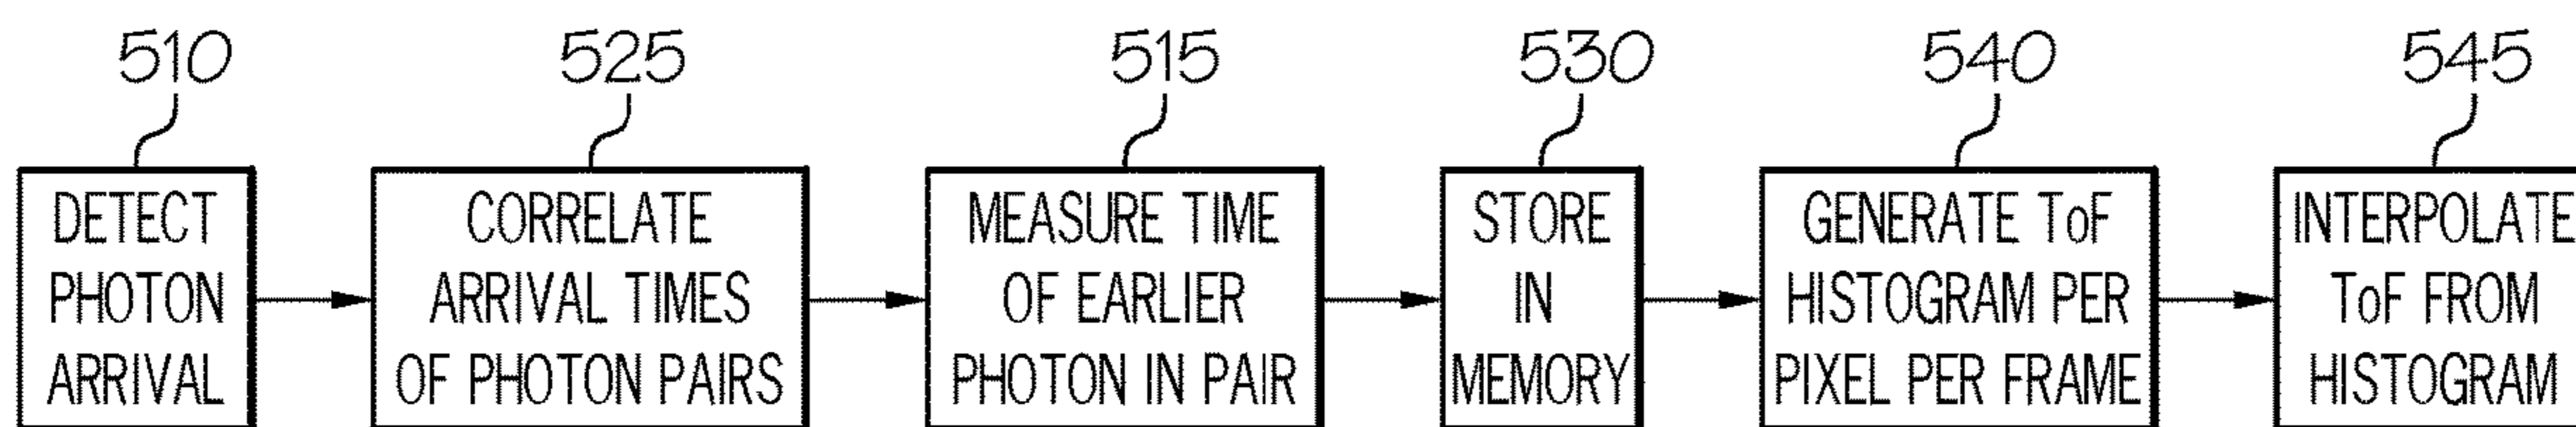 510
525
515
530
540
545
DETECT
PHOTON
ARRIVAL
CORRELATE
ARRIVAL TIMES
OF PHOTON PAIRS
MEASURE TIME
OF EARLIER
PHOTON IN PAIR
STORE
IN
MEMORY
GENERATE ToF
HISTOGRAM PER
PIXEL PER FRAME
INTERPOLATE
ToF FROM
HISTOGRAM